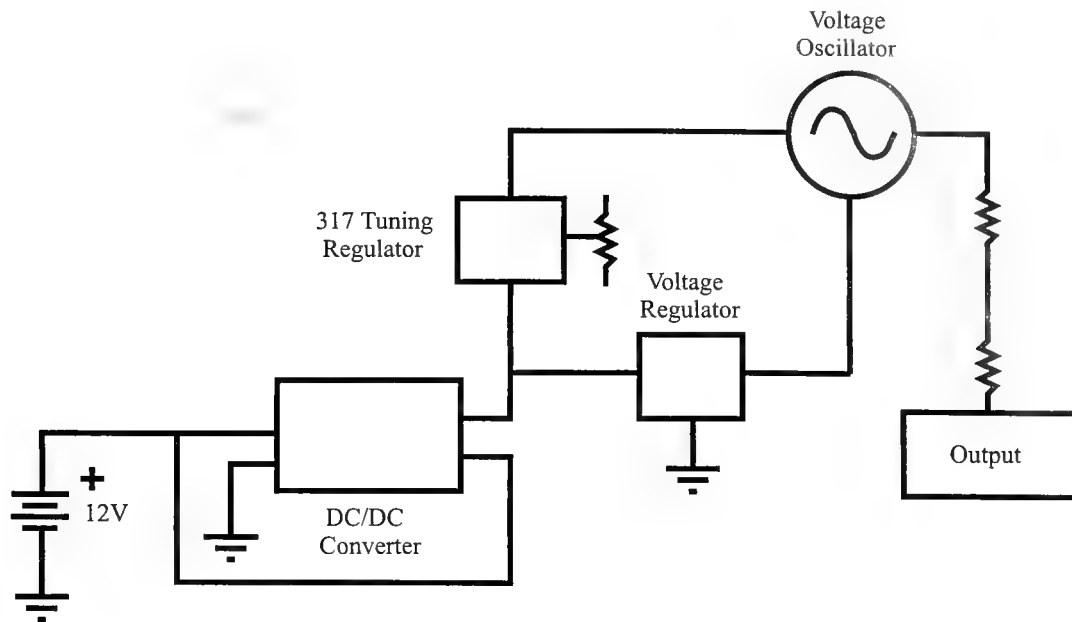 Voltage
Oscillator
317 Tuning
Regulator
Voltage
Regulator
+
12V
DC/DC
Converter
Output